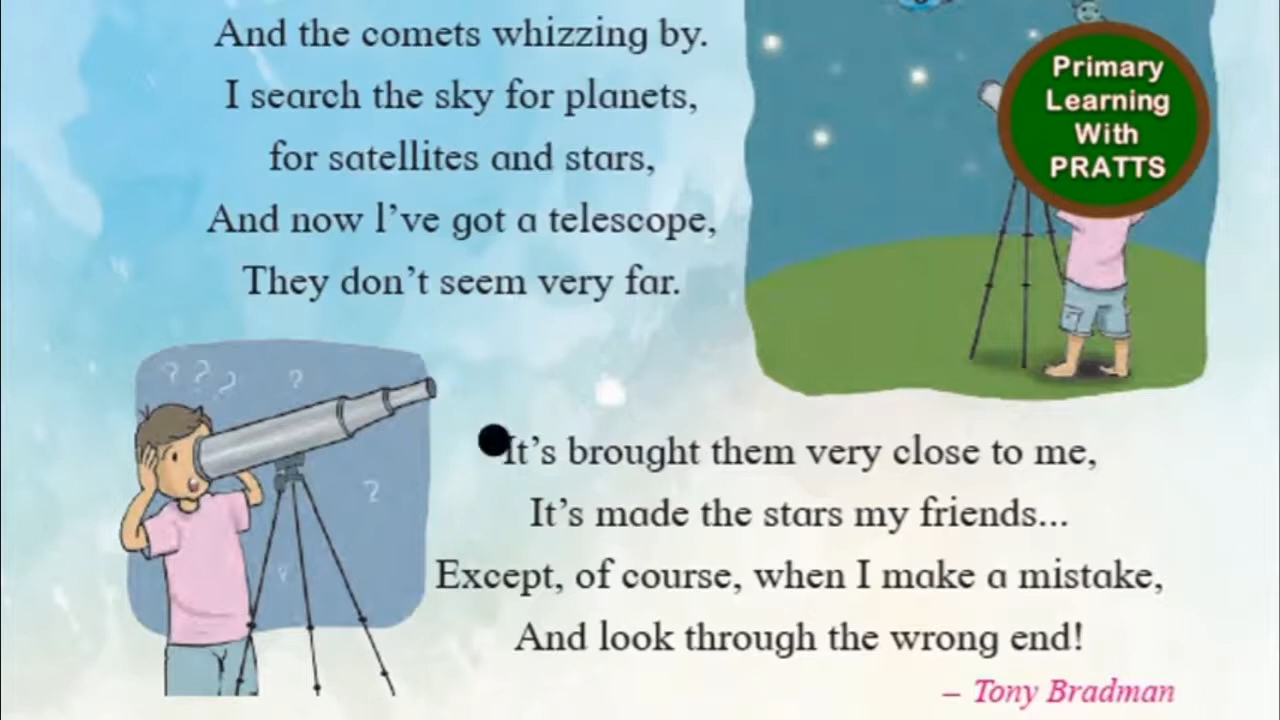 And the comets whizzing by.
I search the sky for planets,
for satellites and stars,
And now I've got a telescope,
They don't seem very far.
Primary
Learning
With
PRATTS
? ? ? ?
?
It's brought them very close to me,
It's made the stars my friends...
Except, of course, when I make a mistake,
And look through the wrong end!
– Tony Bradman